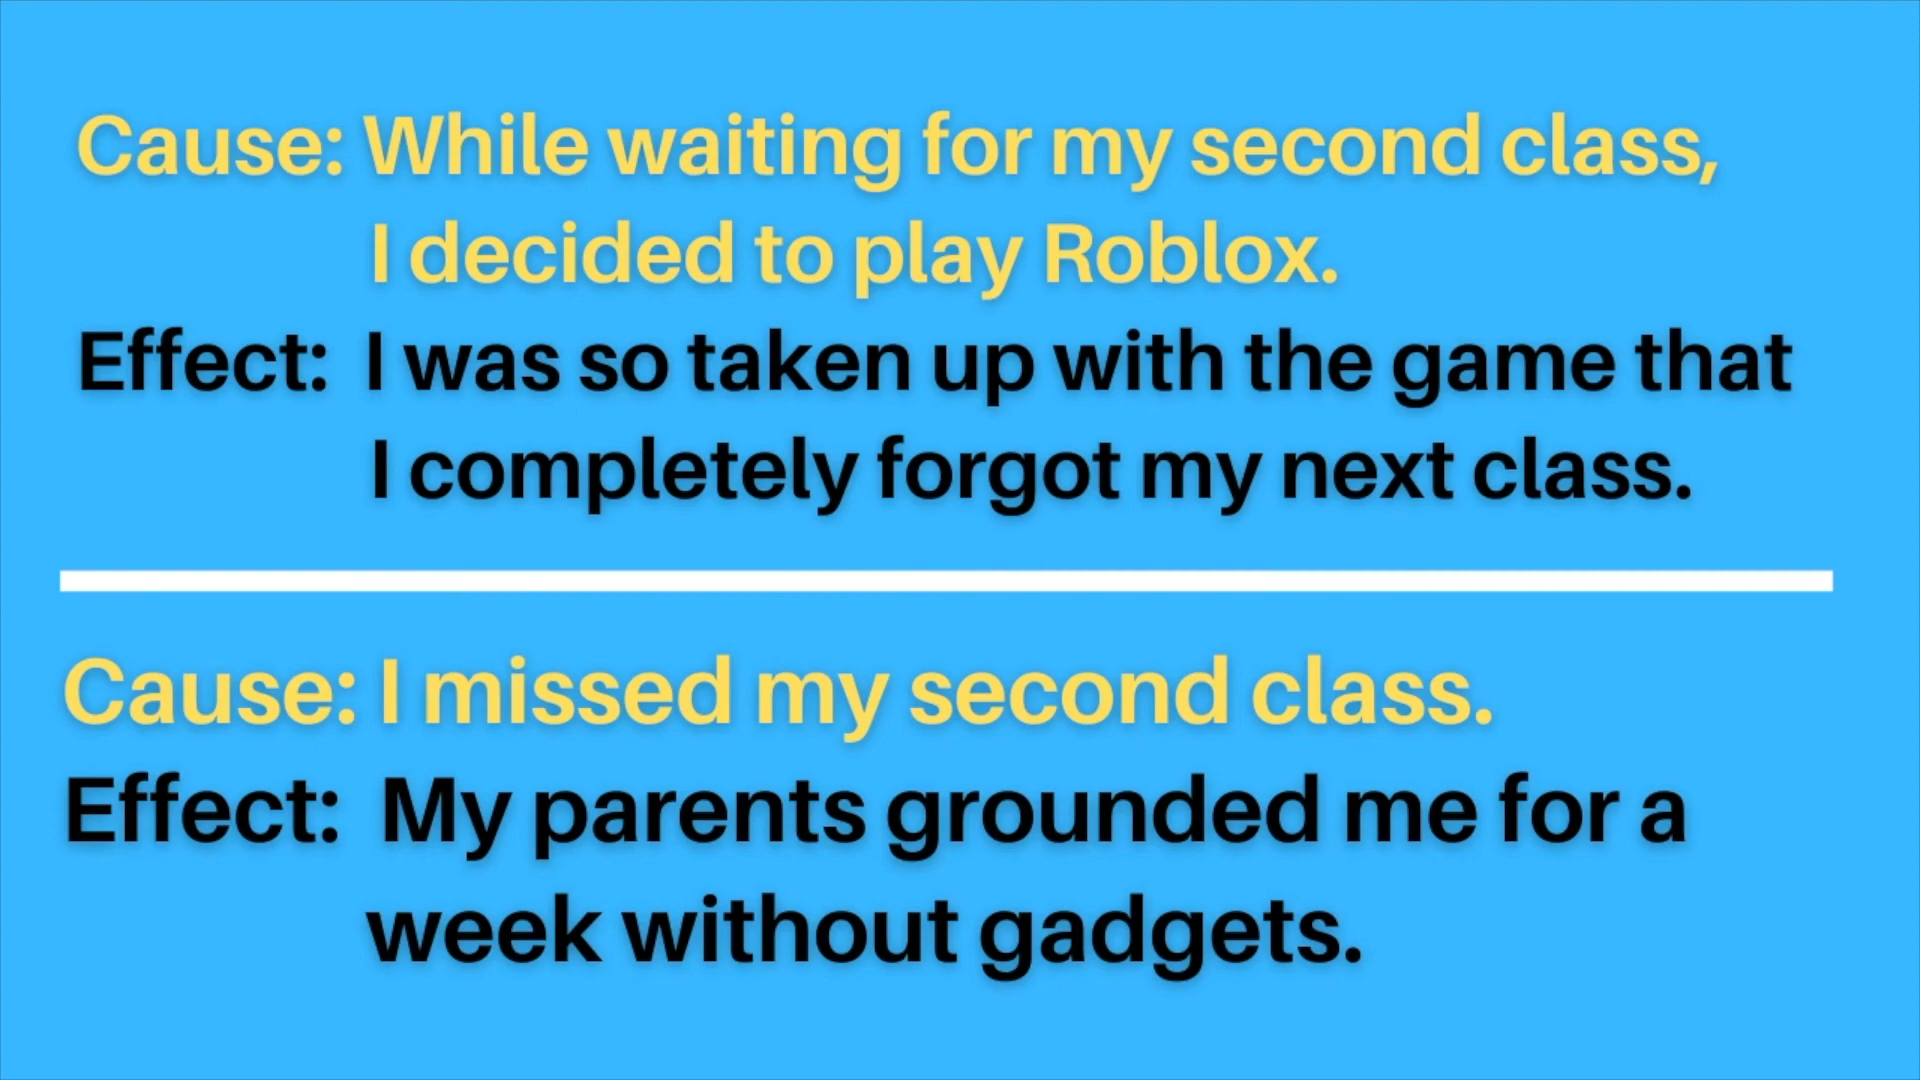 Cause: While waiting for my second class,
I decided to play Roblox.
Effect: I was so taken up with the game that
I completely forgot my next class.
Cause: I missed my second class.
Effect: My parents grounded me for a
week without gadgets.